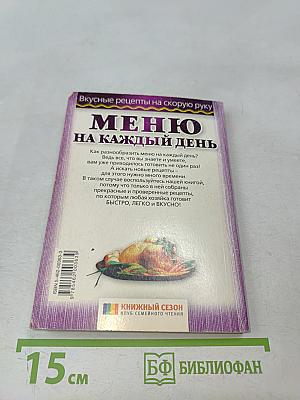 Вкусные рецепты на скорую руку
МЕНЮ
НА КАЖДЫЙ ДЕНЬ
Как разнообразить меню на каждый день?
Ведь все, что вы знаете и умеете,
вам уже приходилось готовить не один раз!
А искать новые рецепты –
для этого нужно много времени.
В таком случае воспользуйтесь нашей книгой,
потому что только в ней собраны
прекрасные и проверенные рецепты,
по которым любая хозяйка готовит
БЫСТРО, ЛЕГКО и ВКУСНО!
КНИЖНЫЙ СЕЗОН
КЛУБ СЕМЕЙНОГО ЧТЕНИЯ
15 см
БФ БИБЛИОФАН